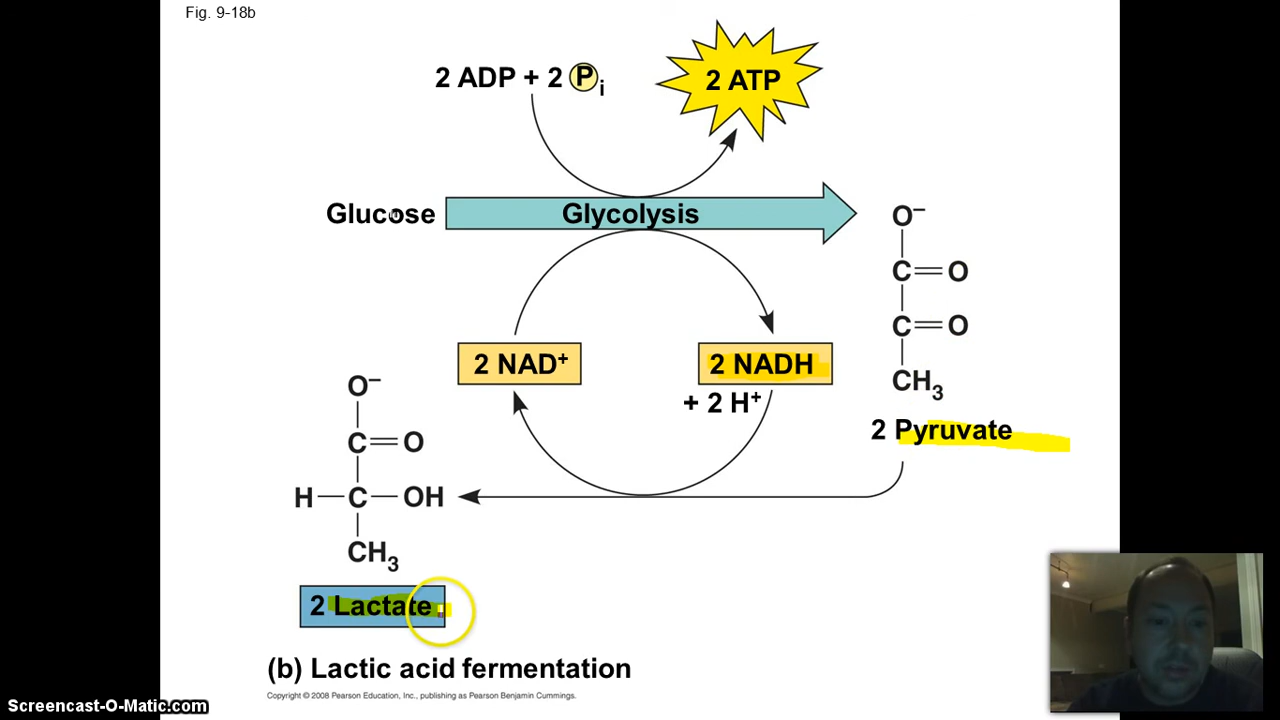 Fig. 9-18b
2 ADP + 2 P i
2 ATP
Glucose
Glycolysis
O–
C=O
C=O
CH3
2 Pyruvate
2 NAD+
2 NADH
+ 2 H+
O–
C=O
H–C–OH
CH3
2 Lactate
(b) Lactic acid fermentation
Copyright © 2008 Pearson Education, Inc., publishing as Pearson Benjamin Cummings.
Screencast-O-Matic.com